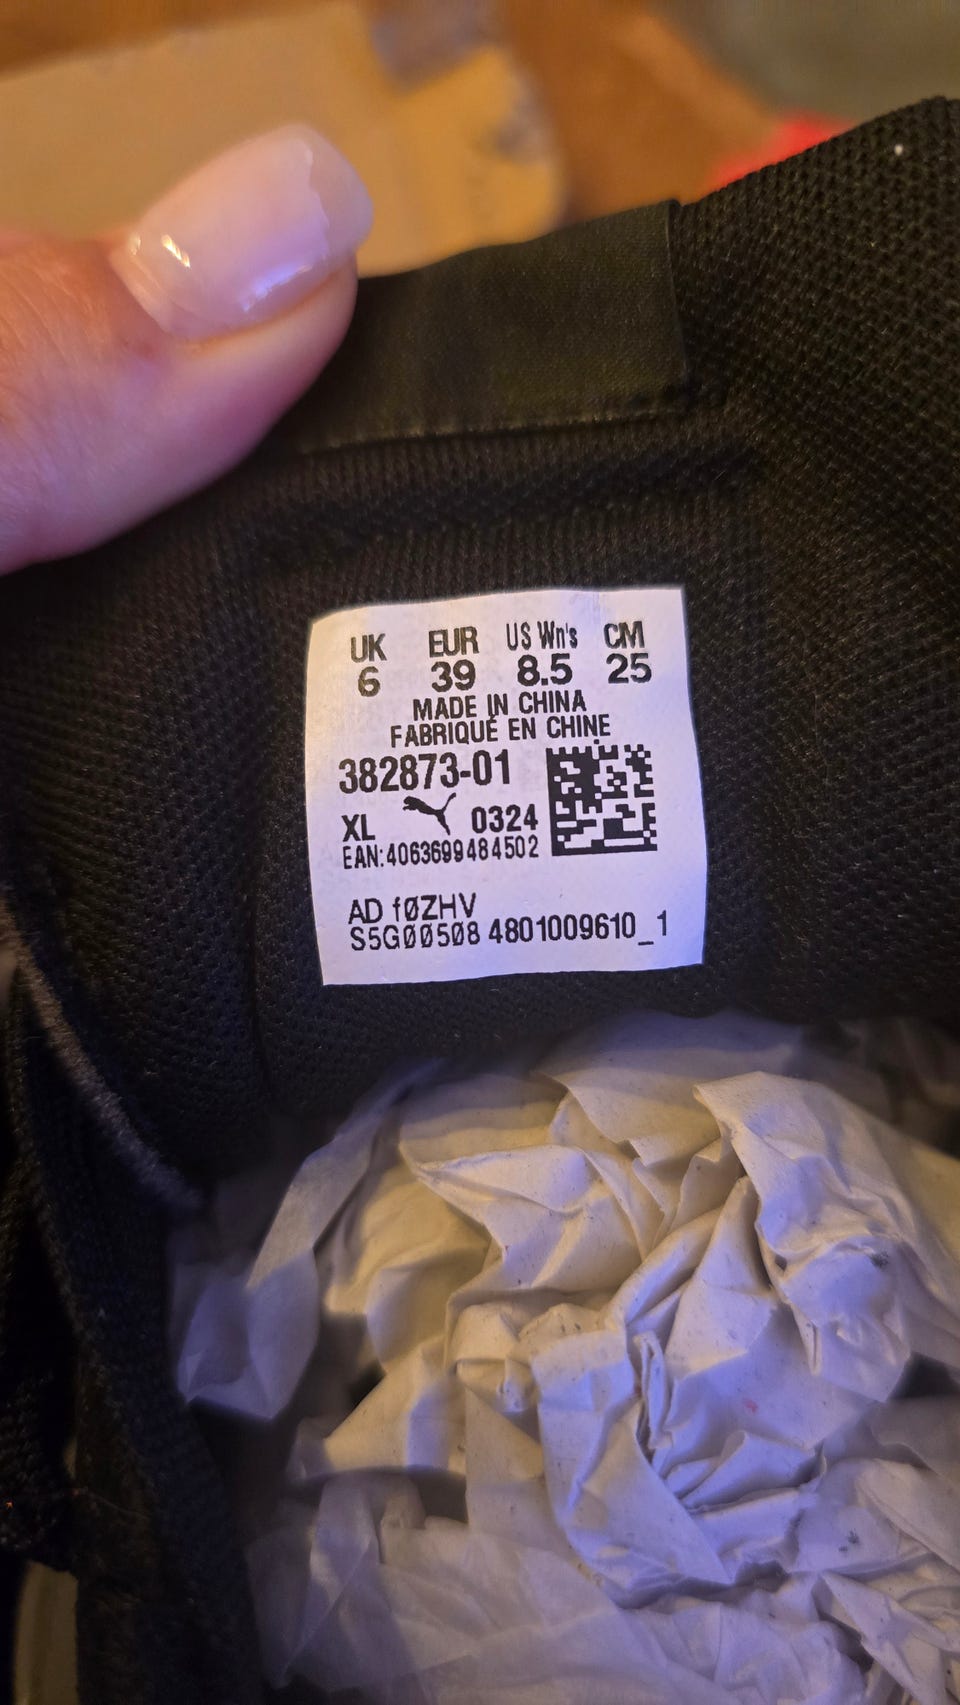 UK EUR US Wn's CM
6 39 8.5 25
MADE IN CHINA
FABRIQUÉ EN CHINE
382873-01
XL 0324
EAN:4063699484502
AD fØZHV
S5GØØ5Ø8 4801009610_1